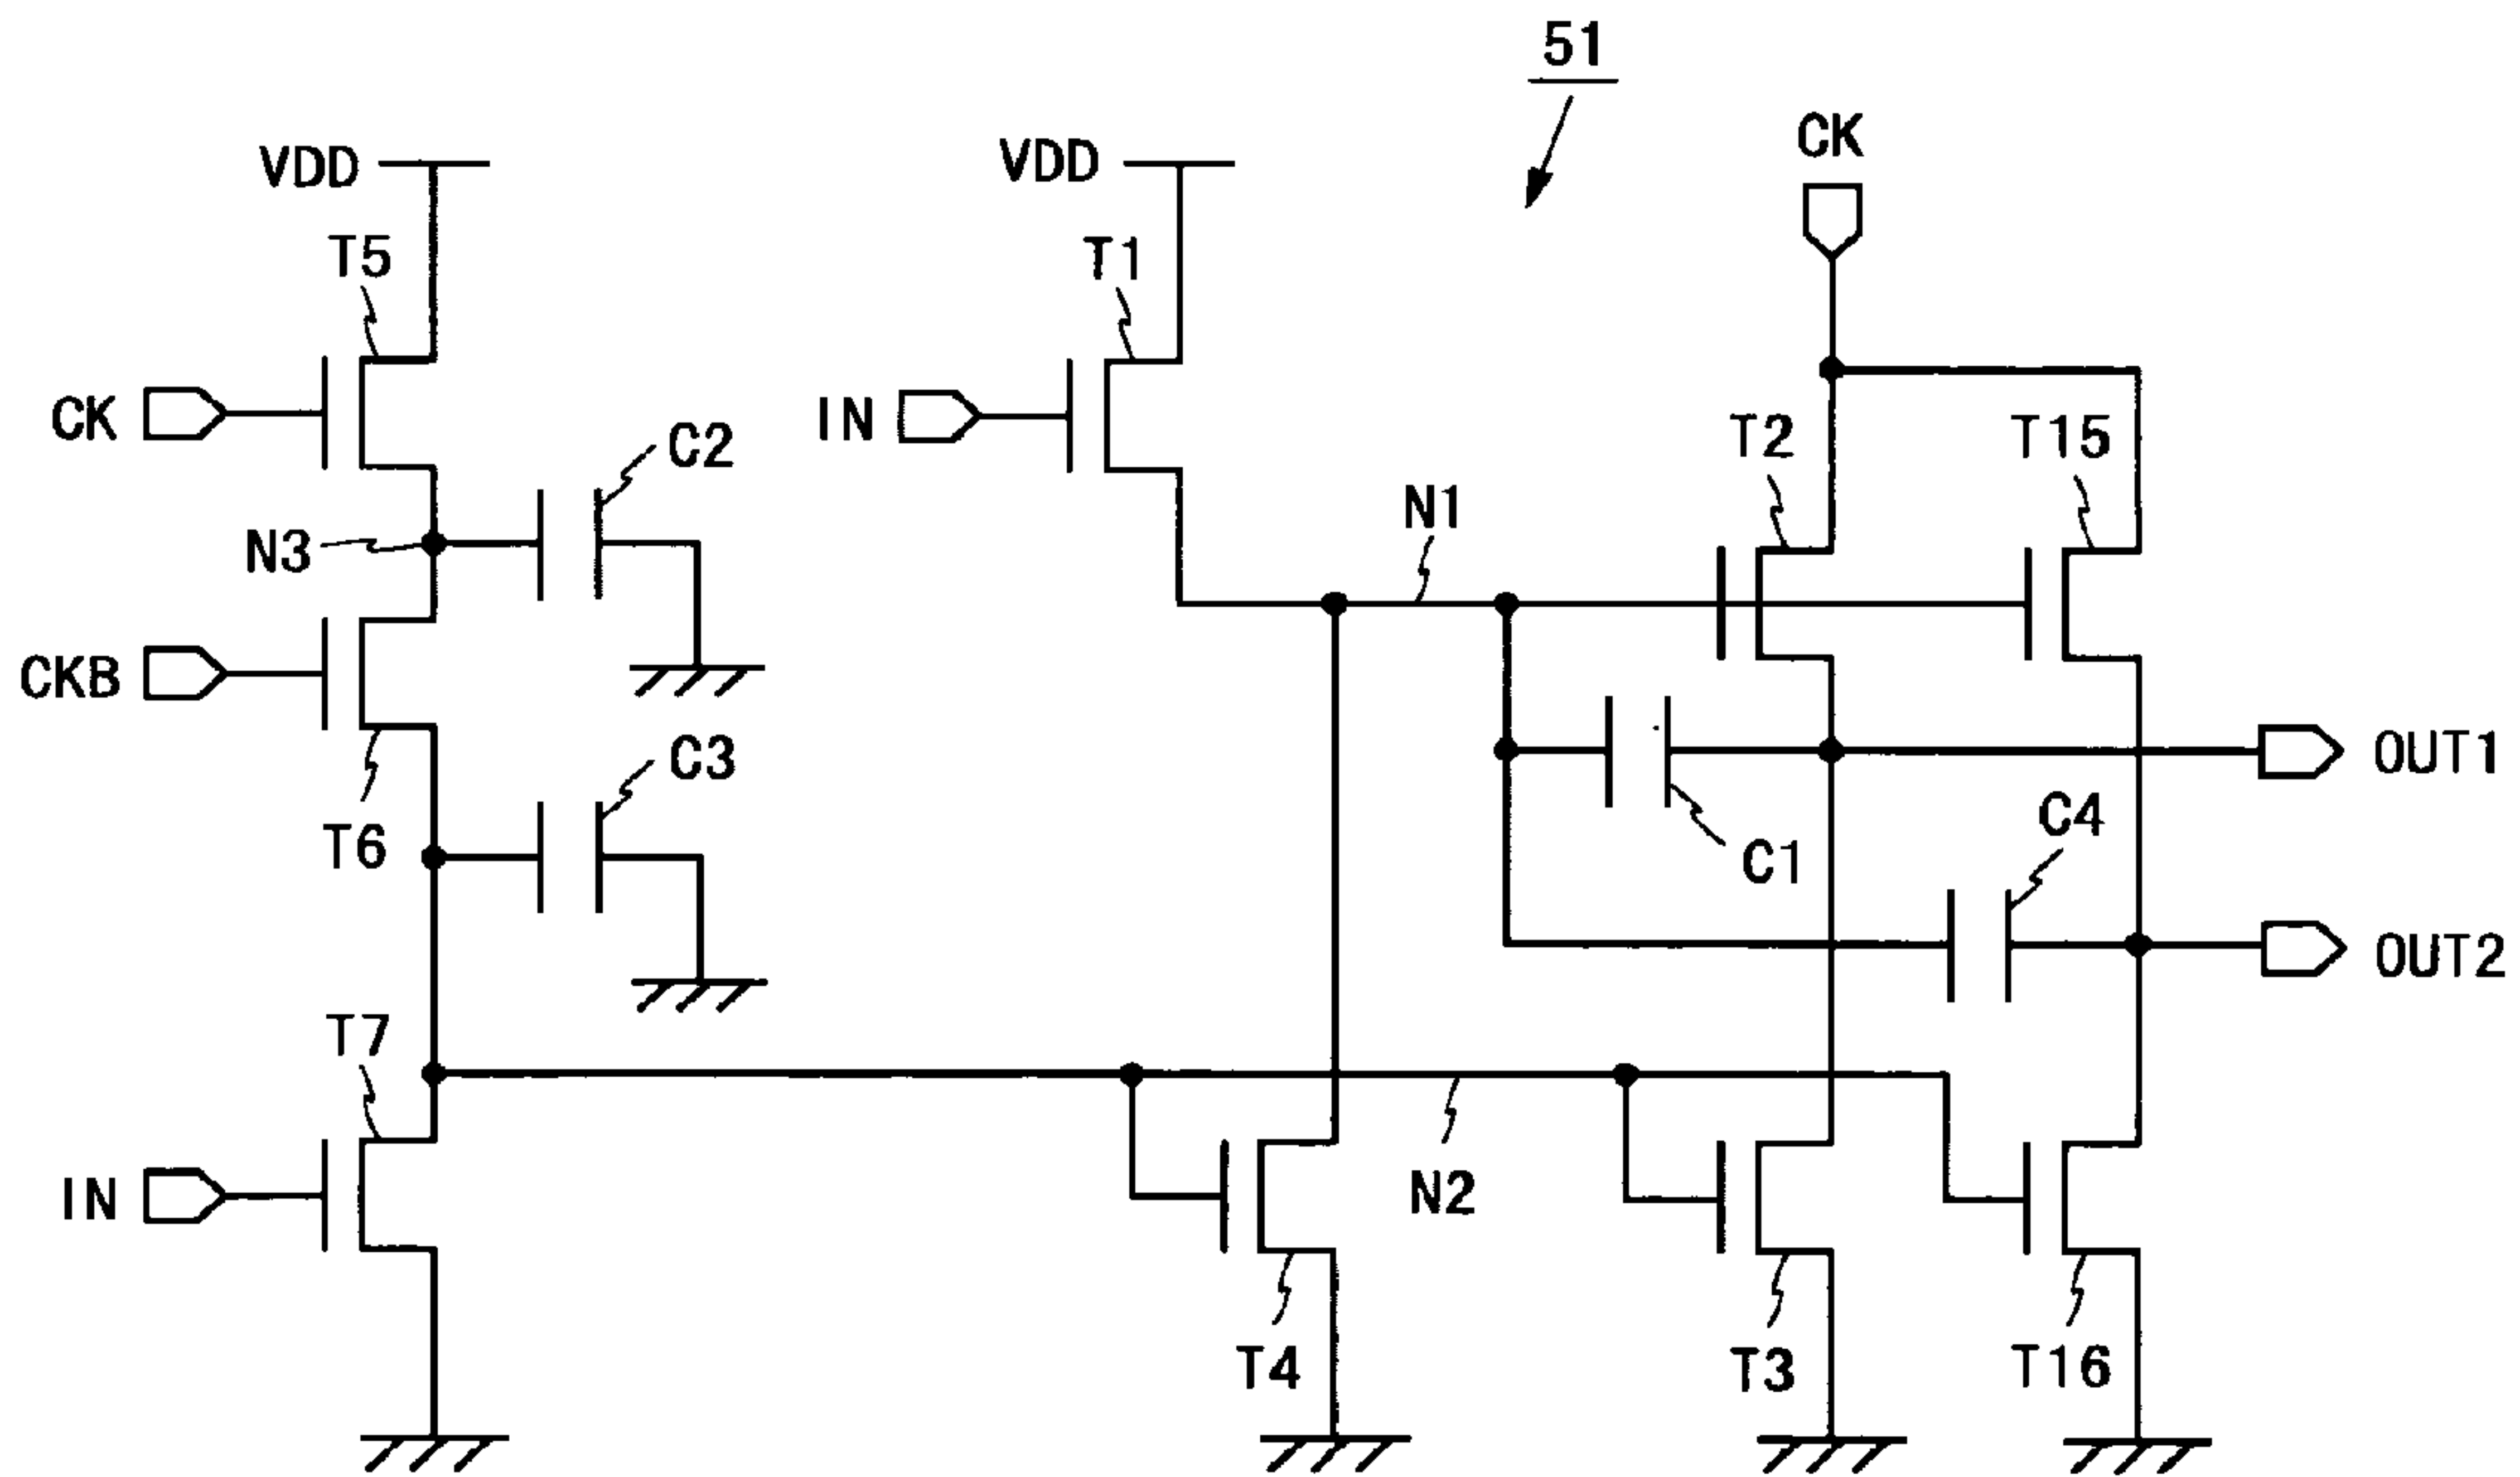 51
CK
VDD
VDD
T5
T1
CK
C2
IN
T2
T15
N1
N3
CKB
C3
OUT1
T6
C1
C4
OUT2
T7
IN
N2
T4
T3
T16